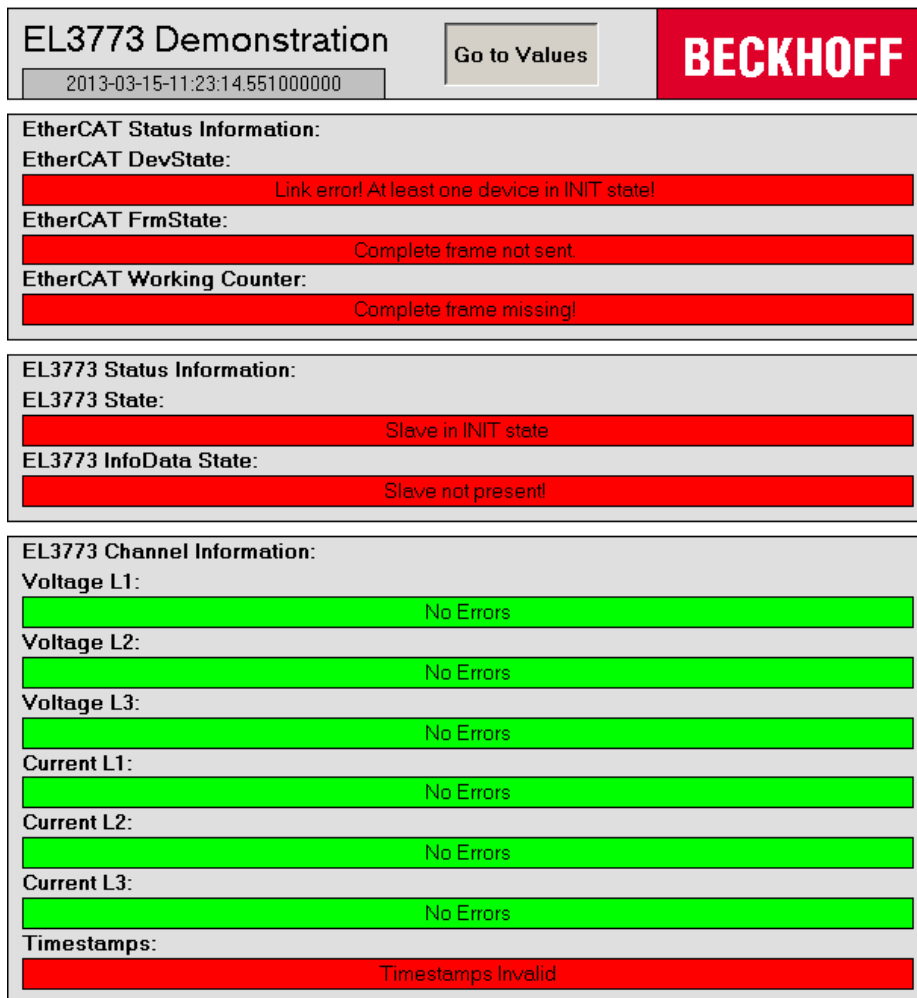 EL3773 Demonstration
2013-03-15-11:23:14.551000000
Go to Values
BECKHOFF
EtherCAT Status Information:
EtherCAT DevState:
Link error! At least one device in INIT state!
EtherCAT FrmState:
Complete frame not sent.
EtherCAT Working Counter:
Complete frame missing!
EL3773 Status Information:
EL3773 State:
Slave in INIT state
EL3773 InfoData State:
Slave not present!
EL3773 Channel Information:
Voltage L1:
No Errors
Voltage L2:
No Errors
Voltage L3:
No Errors
Current L1:
No Errors
Current L2:
No Errors
Current L3:
No Errors
Timestamps:
Timestamps Invalid